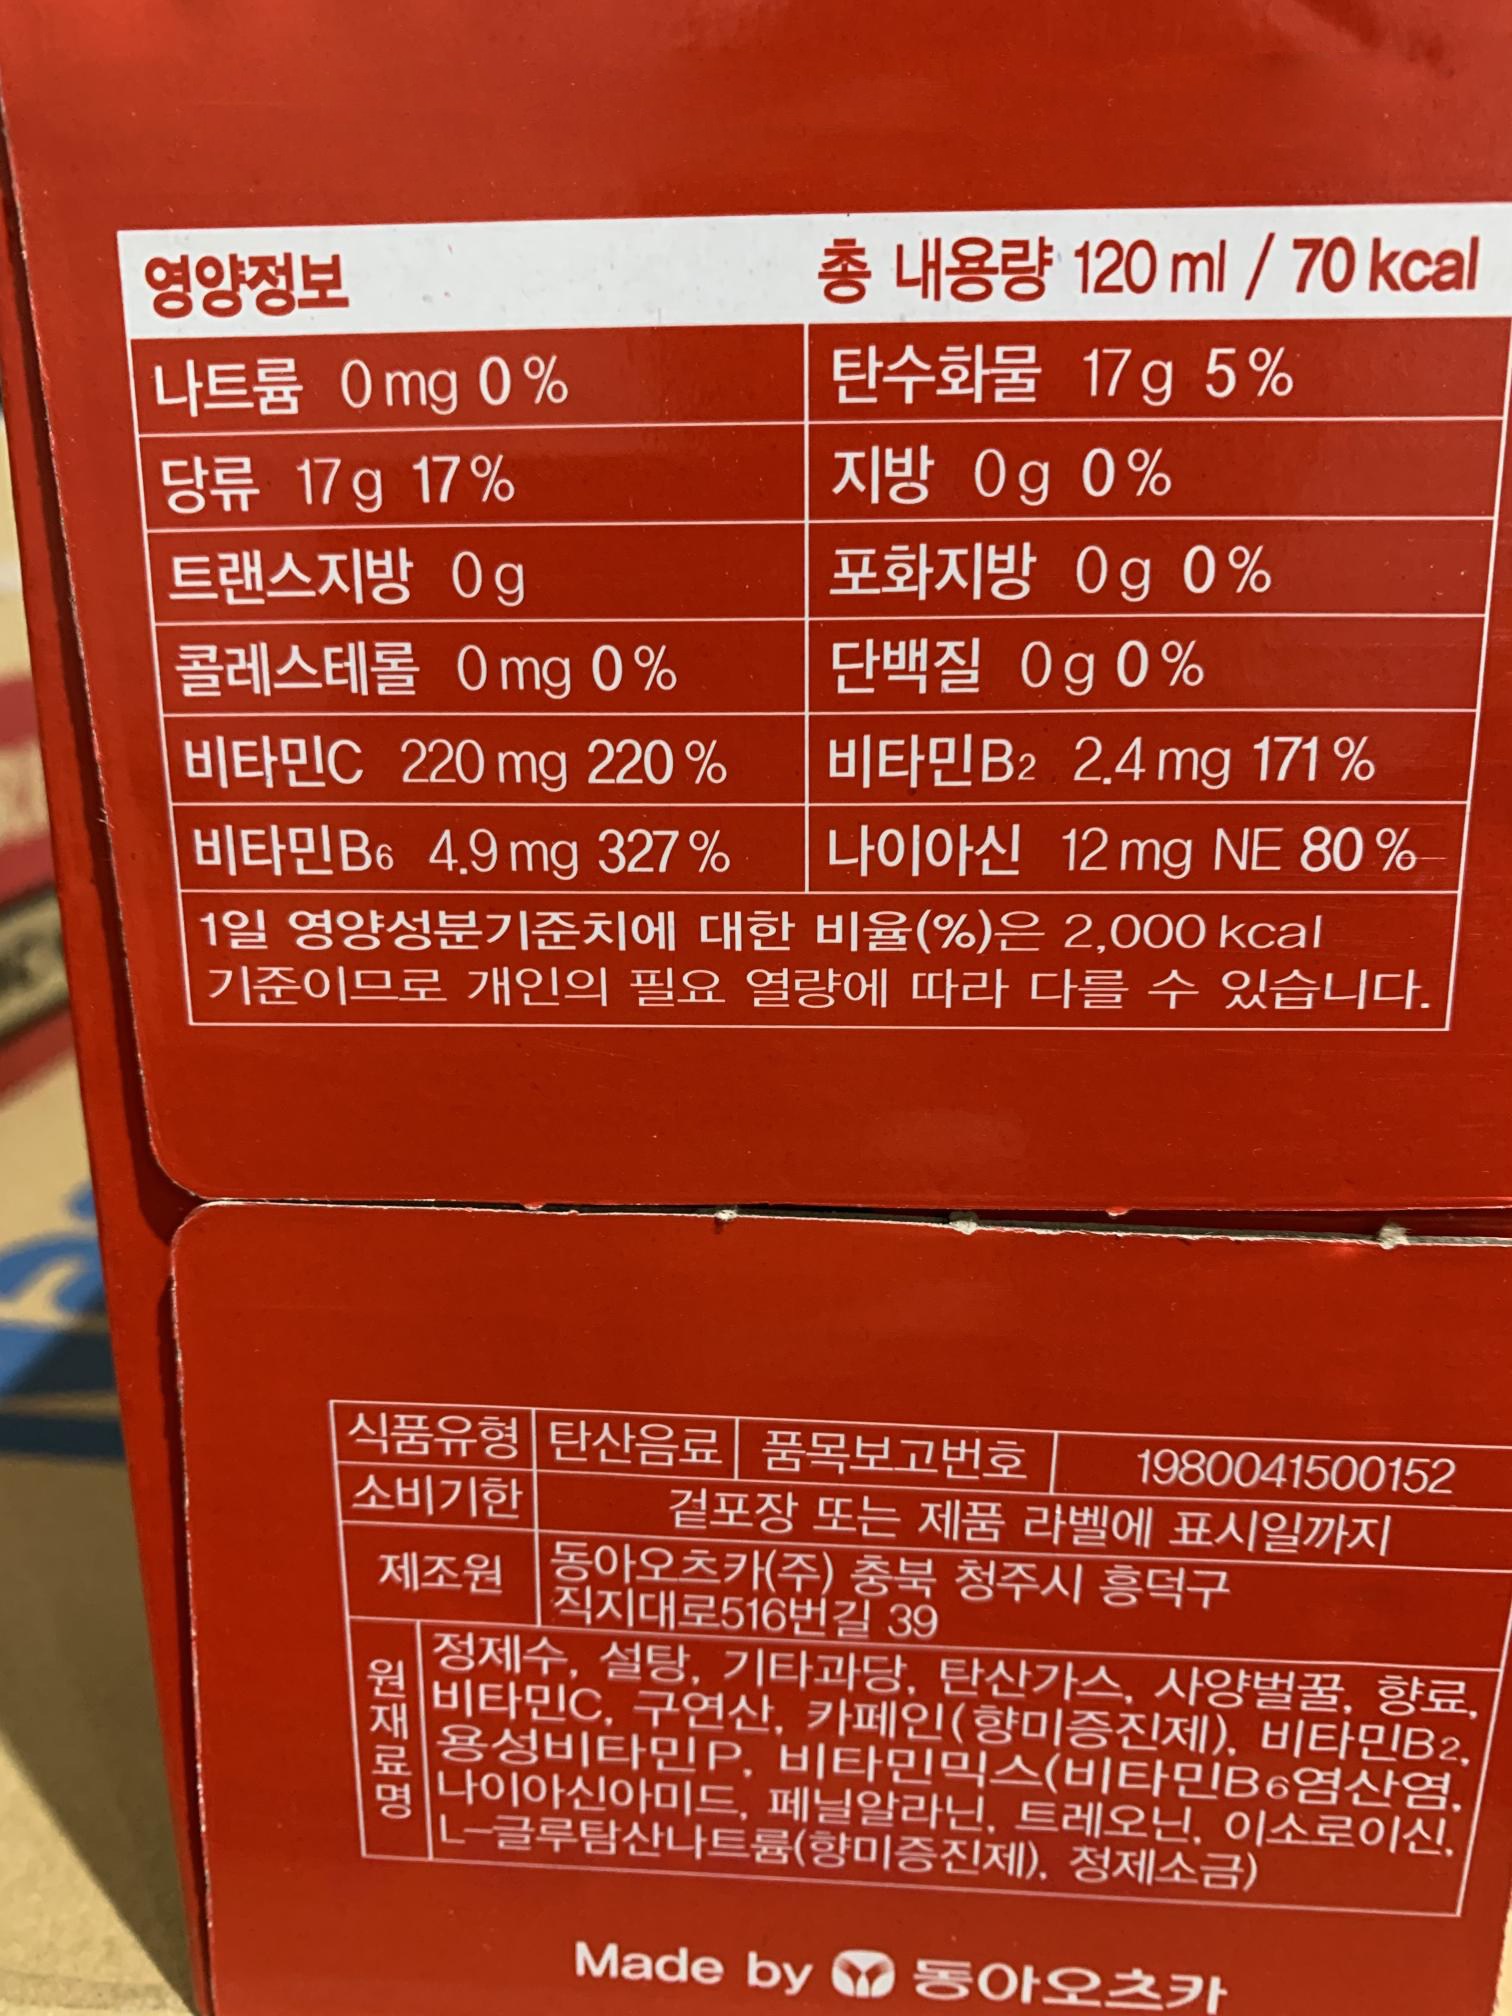 영양정보 총 내용량 120 ml / 70 kcal
나트륨 0 mg 0 % 탄수화물 17 g 5 %
당류 17 g 17 % 지방 0 g 0 %
트랜스지방 0 g 포화지방 0 g 0 %
콜레스테롤 0 mg 0 % 단백질 0 g 0 %
비타민C 220 mg 220 % 비타민B2 2.4 mg 171 %
비타민B6 4.9 mg 327 % 나이아신 12 mg NE 80 %
1일 영양성분기준치에 대한 비율(%)은 2,000 kcal
기준이므로 개인의 필요 열량에 따라 다를 수 있습니다.
식품유형 탄산음료 품목보고번호 1980041500152
소비기한 겉포장 또는 제품 라벨에 표시일까지
제조원 동아오츠카(주) 충북 청주시 흥덕구
직지대로516번길 39
원재료명 정제수, 설탕, 기타과당, 탄산가스, 사양벌꿀, 향료,
비타민C, 구연산, 카페인(향미증진제), 비타민B2,
용성비타민P, 비타민믹스(비타민B6염산염,
나이아신아미드, 페닐알라닌, 트레오닌, 이소로이신,
L-글루탐산나트륨(향미증진제), 정제소금)
Made by 동아오츠카